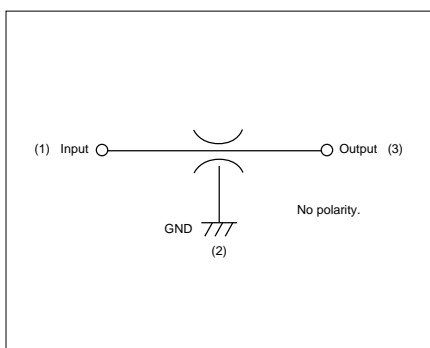 (1) Input Output (3)
No polarity.
GND
(2)